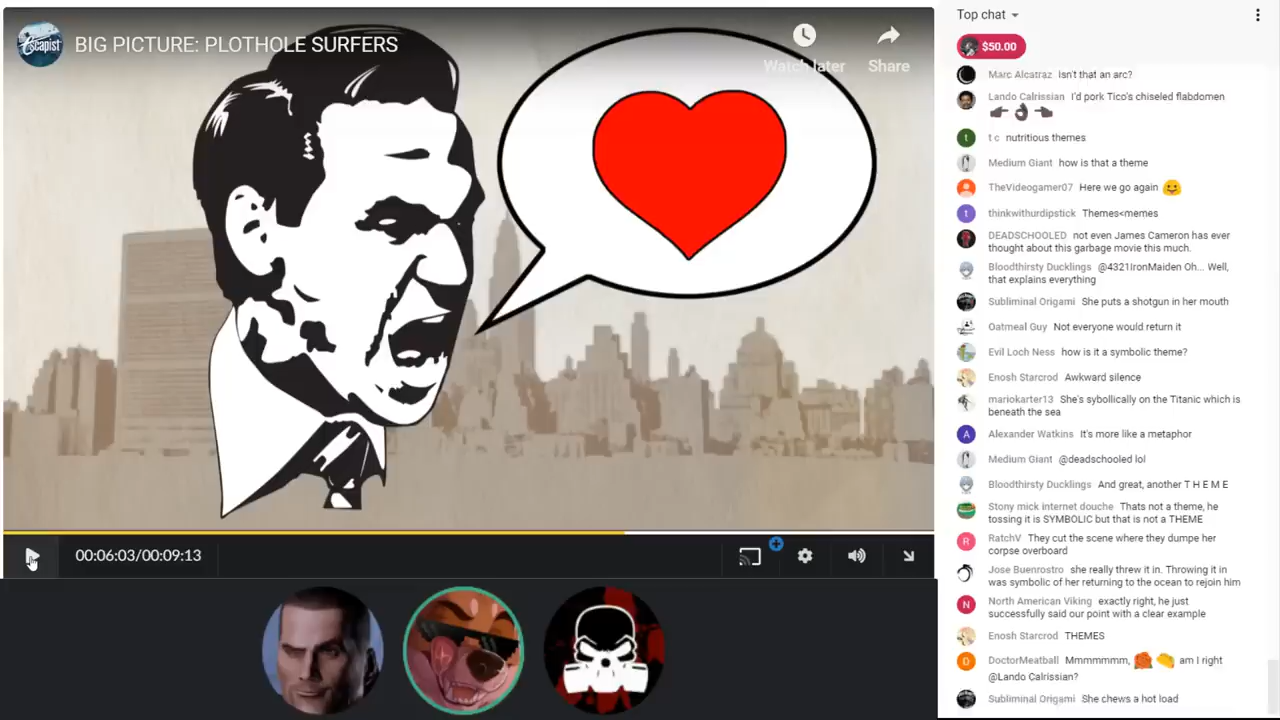 Escapist
BIG PICTURE: PLOTHOLE SURFERS
Watch later
Share
00:06:03/00:09:13
Top chat
$50.00
Marc Alcatraz Isn't that an arc?
Lando Calrissian I'd pork Tico's chiseled flabdomen
t c nutritious themes
Medium Giant how is that a theme
TheVideogamer07 Here we go again
thinkwithurdipstick Themes<memes
DEADSCHOOLED not even James Cameron has ever
thought about this garbage movie this much.
Bloodthirsty Ducklings @4321IronMaiden Oh... Well,
that explains everything
Subliminal Origami She puts a shotgun in her mouth
Oatmeal Guy Not everyone would return it
Evil Loch Ness how is it a symbolic theme?
Enosh Starcrod Awkward silence
mariokarter13 She's sybollically on the Titanic which is
beneath the sea
A Alexander Watkins It's more like a metaphor
Medium Giant @deadschooled lol
Bloodthirsty Ducklings And great, another T H E M E
Stony mick internet douche Thats not a theme, he
tossing it is SYMBOLIC but that is not a THEME
R RatchV They cut the scene where they dumpe her
corpse overboard
Jose Buenrostro she really threw it in. Throwing it in
was symbolic of her returning to the ocean to rejoin him
N North American Viking exactly right, he just
successfully said our point with a clear example
Enosh Starcrod THEMES
DoctorMeatball Mmmmmmm, am I right
@Lando Calrissian?
Subliminal Origami She chews a hot load